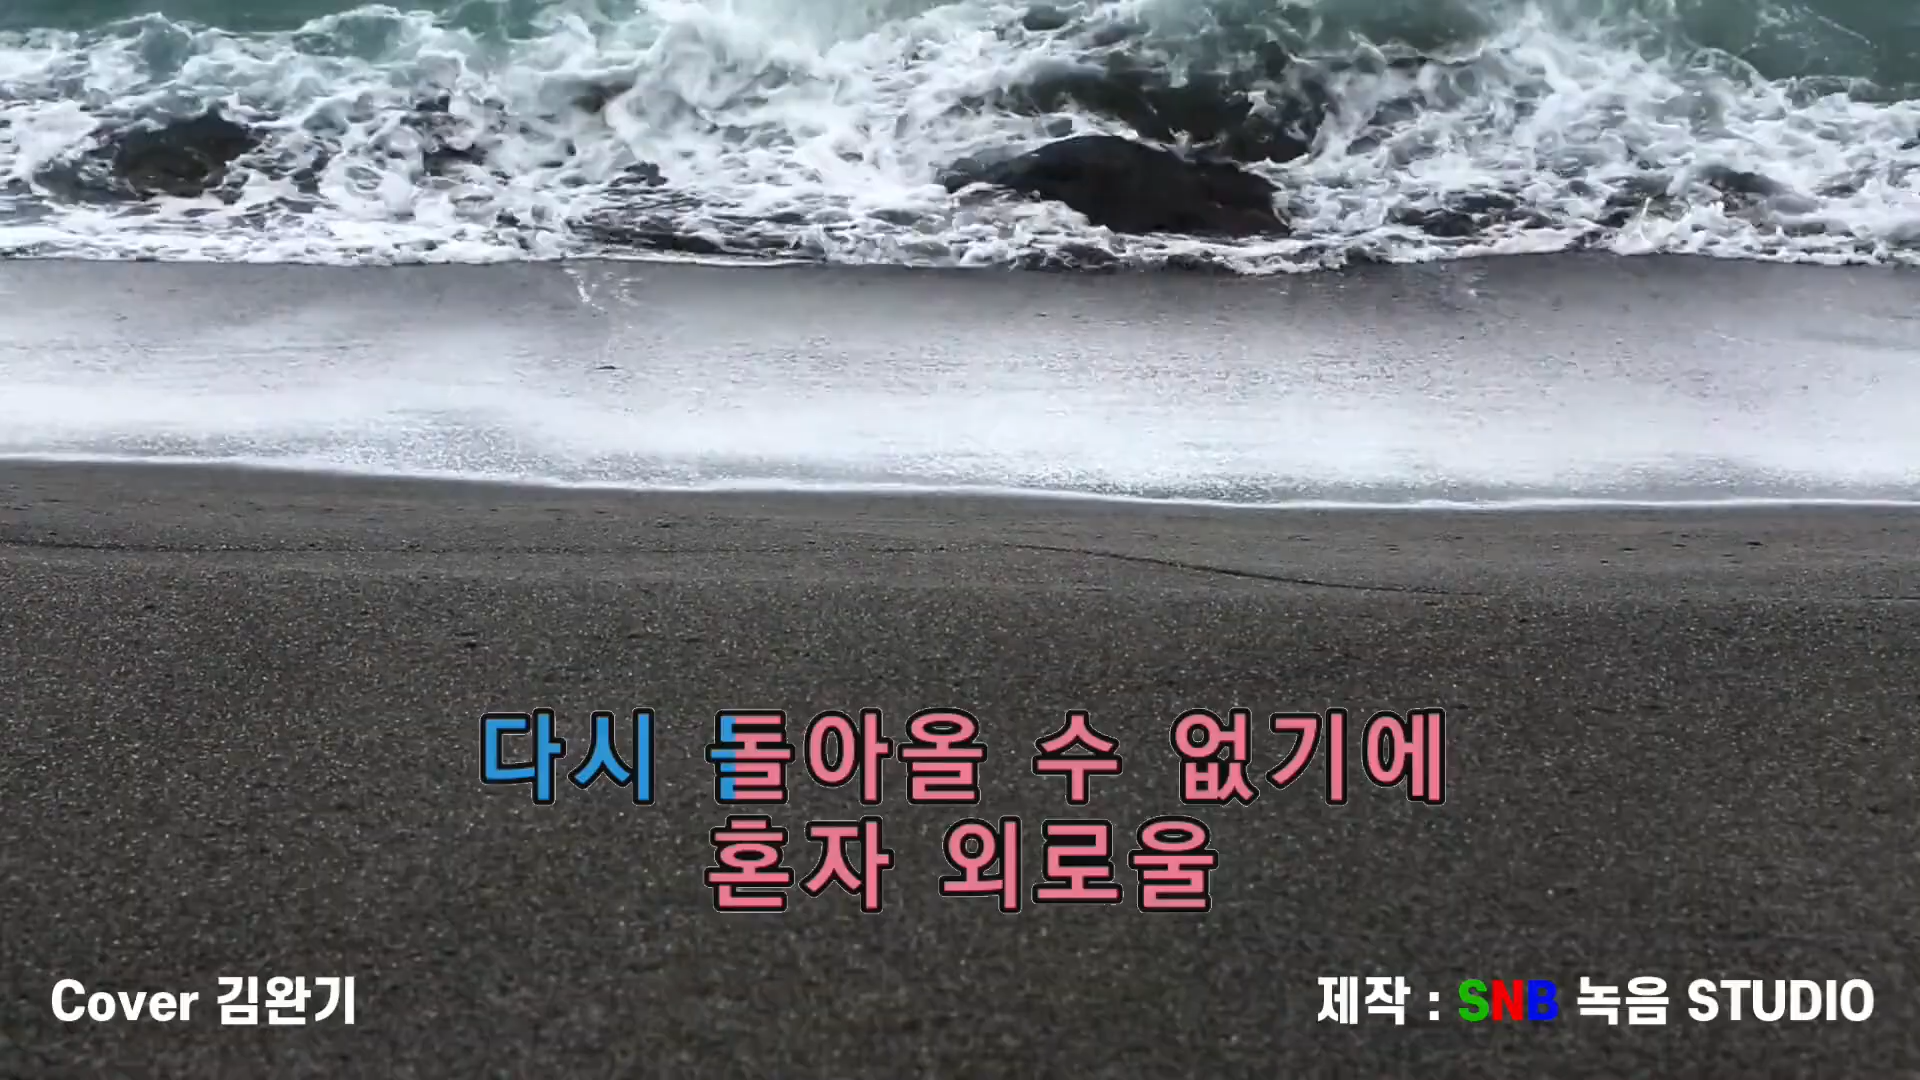 다시 돌아올 수 없기에
혼자 외로울
Cover 김완기
제작 : SNB 녹음 STUDIO